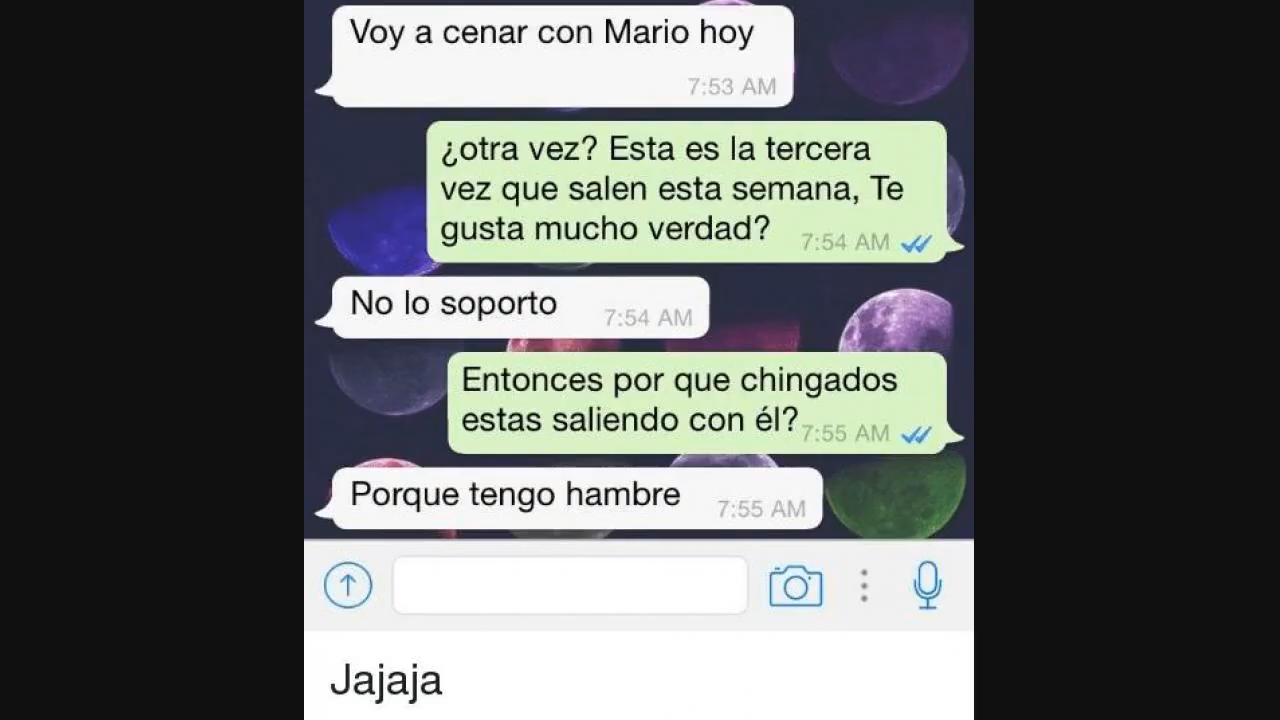 Voy a cenar con Mario hoy
7:53 AM
¿otra vez? Esta es la tercera
vez que salen esta semana, Te
gusta mucho verdad?
7:54 AM
No lo soporto
7:54 AM
Entonces por que chingados
estas saliendo con él?
7:55 AM
Porque tengo hambre
7:55 AM
Jajaja